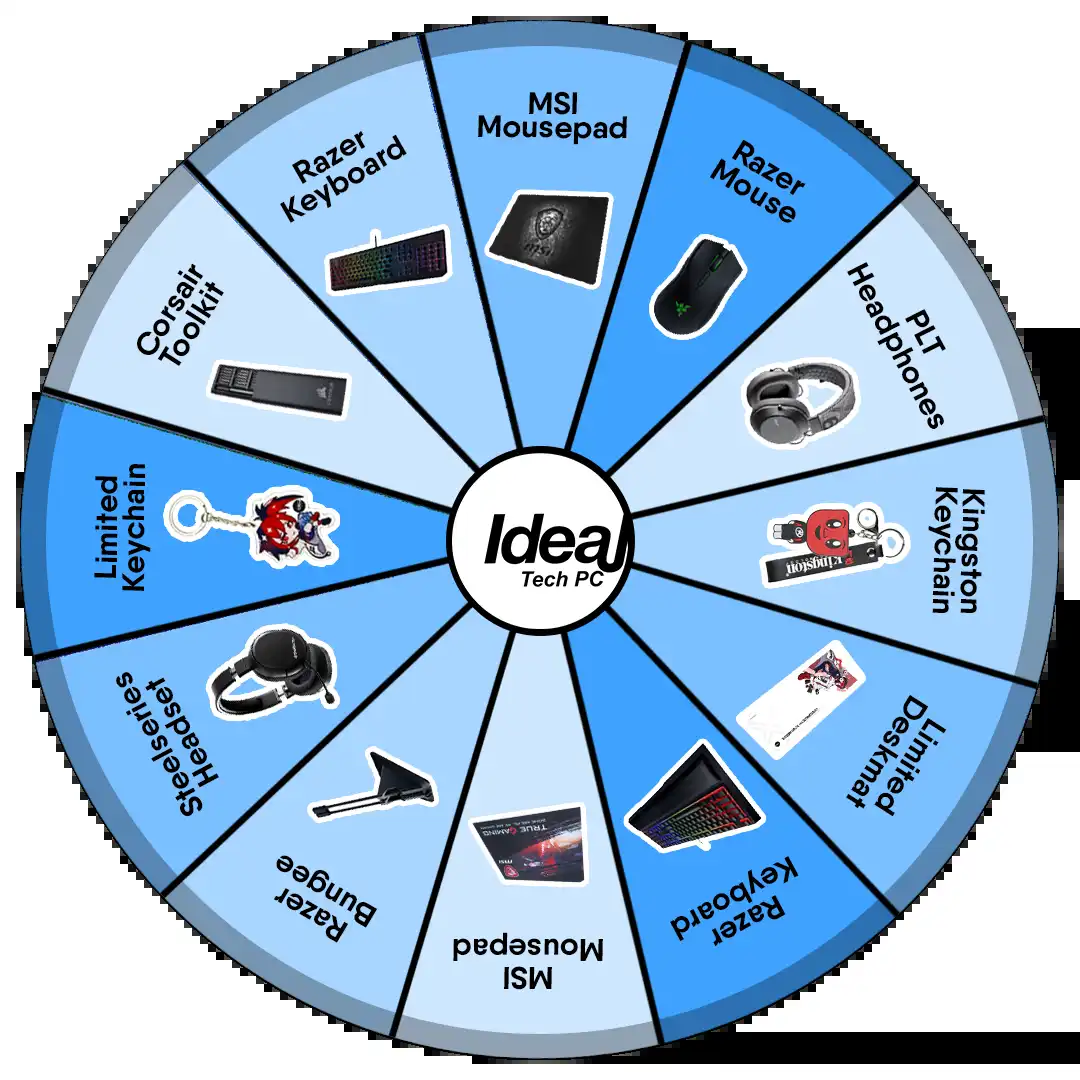 MSI
Mousepad
msi
Razer
Mouse
PLT
Headphones
Kingston
Keychain
Kingston
Limited
Deskmat
Razer
Keyboard
MSI
Mousepad
TRUE GAMING
msi
Razer
Bungee
Steelseries
Headset
Limited
Keychain
Corsair
Toolkit
Razer
Keyboard
Ideal
Tech PC